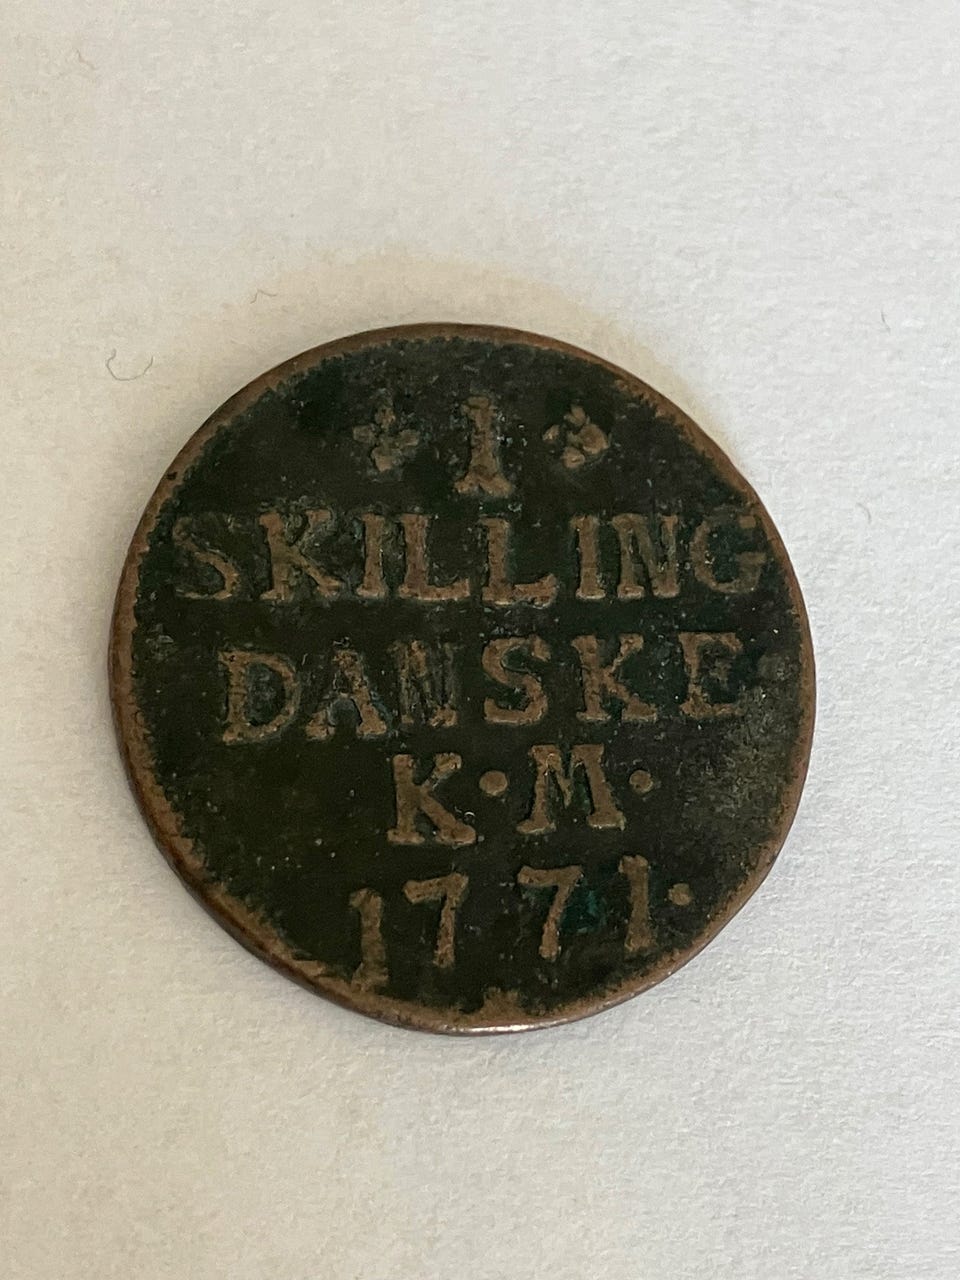 1
SKILLING
DANSKE
K·M·
1771·